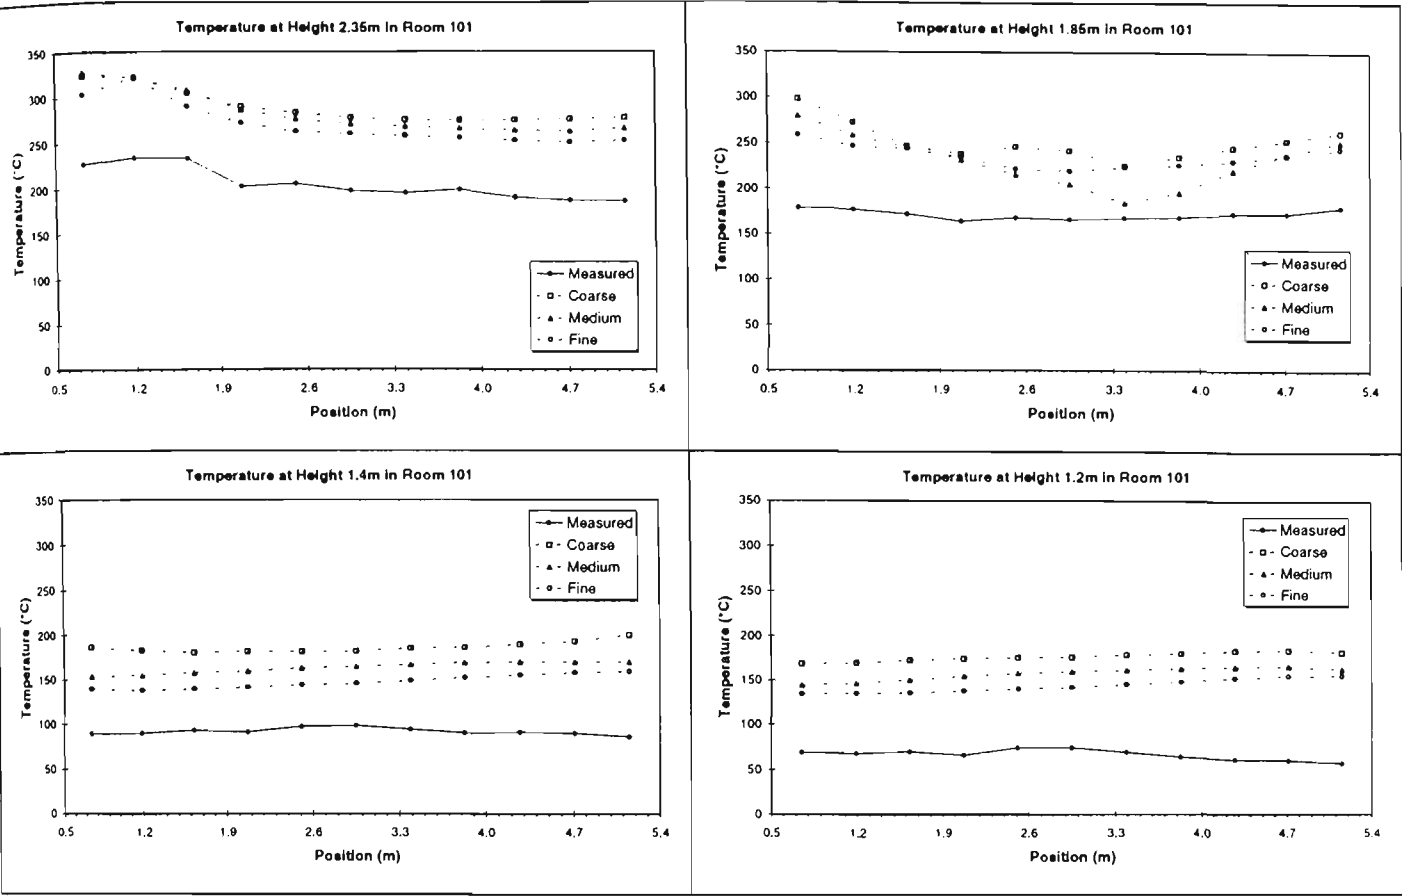 Temperature at Height 2.35m in Room 101
350
300
250
200
150
100
50
0
0.5 1.2 1.9 2.6 3.3 4.0 4.7 5.4
Temperature (°C)
Position (m)
Measured
Coarse
Medium
Fine
Temperature at Height 1.85m in Room 101
350
300
250
200
150
100
50
0
0.5 1.2 1.9 2.6 3.3 4.0 4.7 5.4
Temperature (°C)
Position (m)
Measured
Coarse
Medium
Fine
Temperature at Height 1.4m in Room 101
350
300
250
200
150
100
50
0
0.5 1.2 1.9 2.6 3.3 4.0 4.7 5.4
Temperature (°C)
Position (m)
Measured
Coarse
Medium
Fine
Temperature at Height 1.2m in Room 101
350
300
250
200
150
100
50
0
0.5 1.2 1.9 2.6 3.3 4.0 4.7 5.4
Temperature (°C)
Position (m)
Measured
Coarse
Medium
Fine